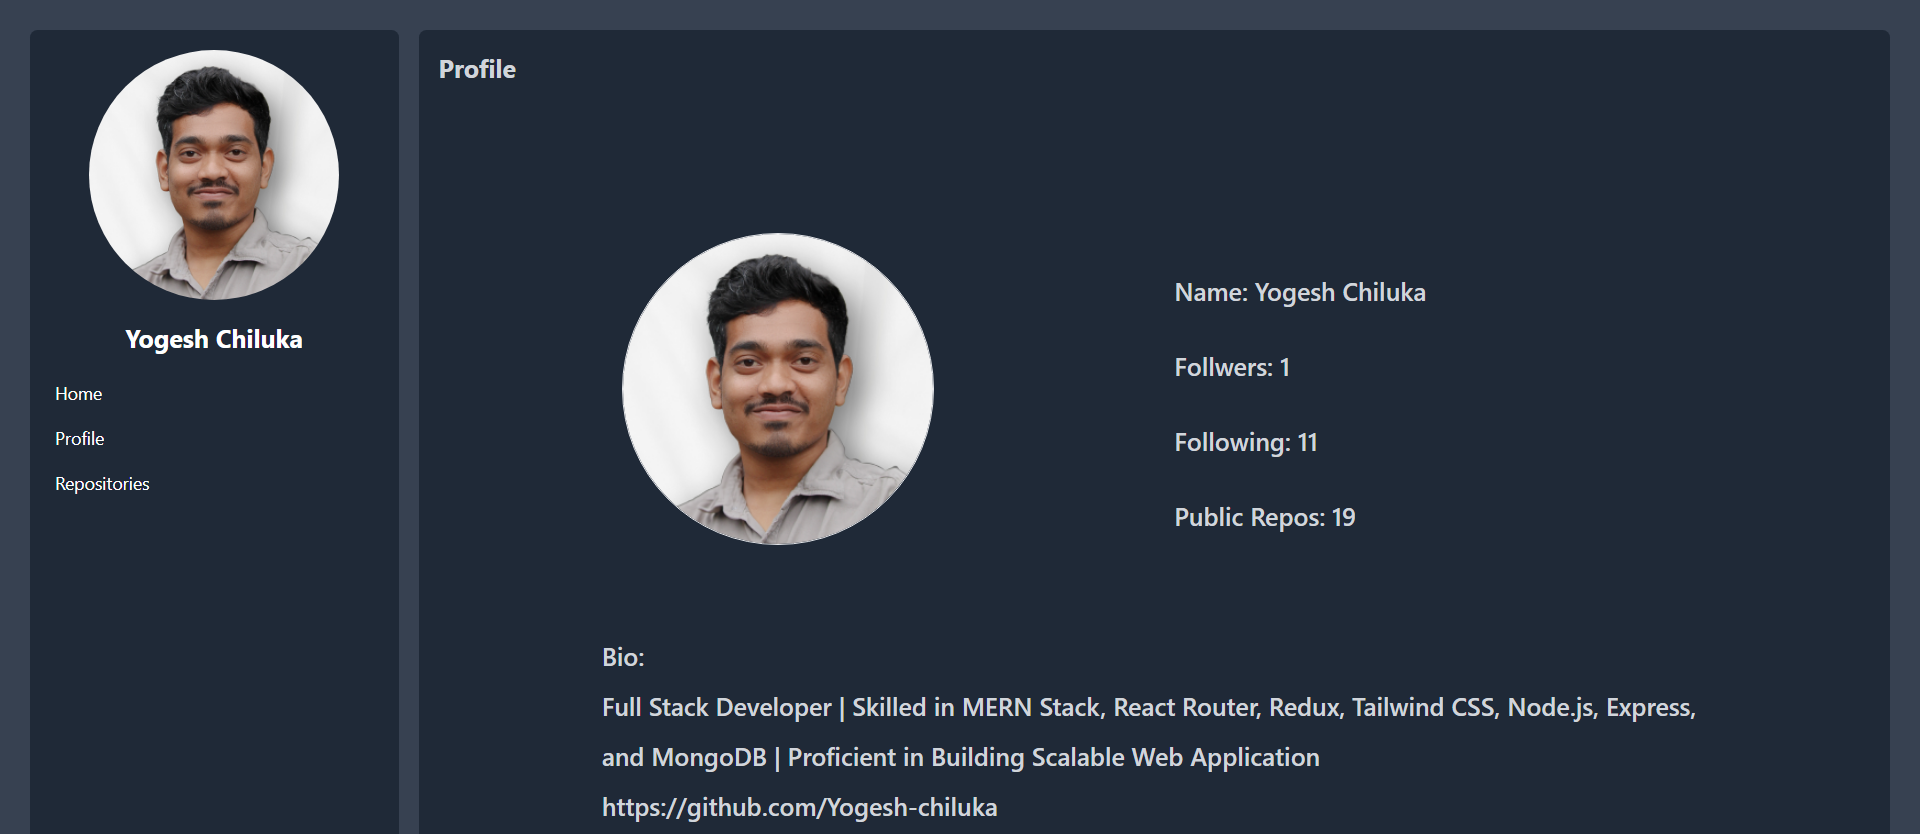 Yogesh Chiluka
Home
Profile
Repositories
Profile
Name: Yogesh Chiluka
Follwers: 1
Following: 11
Public Repos: 19
Bio:
Full Stack Developer | Skilled in MERN Stack, React Router, Redux, Tailwind CSS, Node.js, Express,
and MongoDB | Proficient in Building Scalable Web Application
https://github.com/Yogesh-chiluka